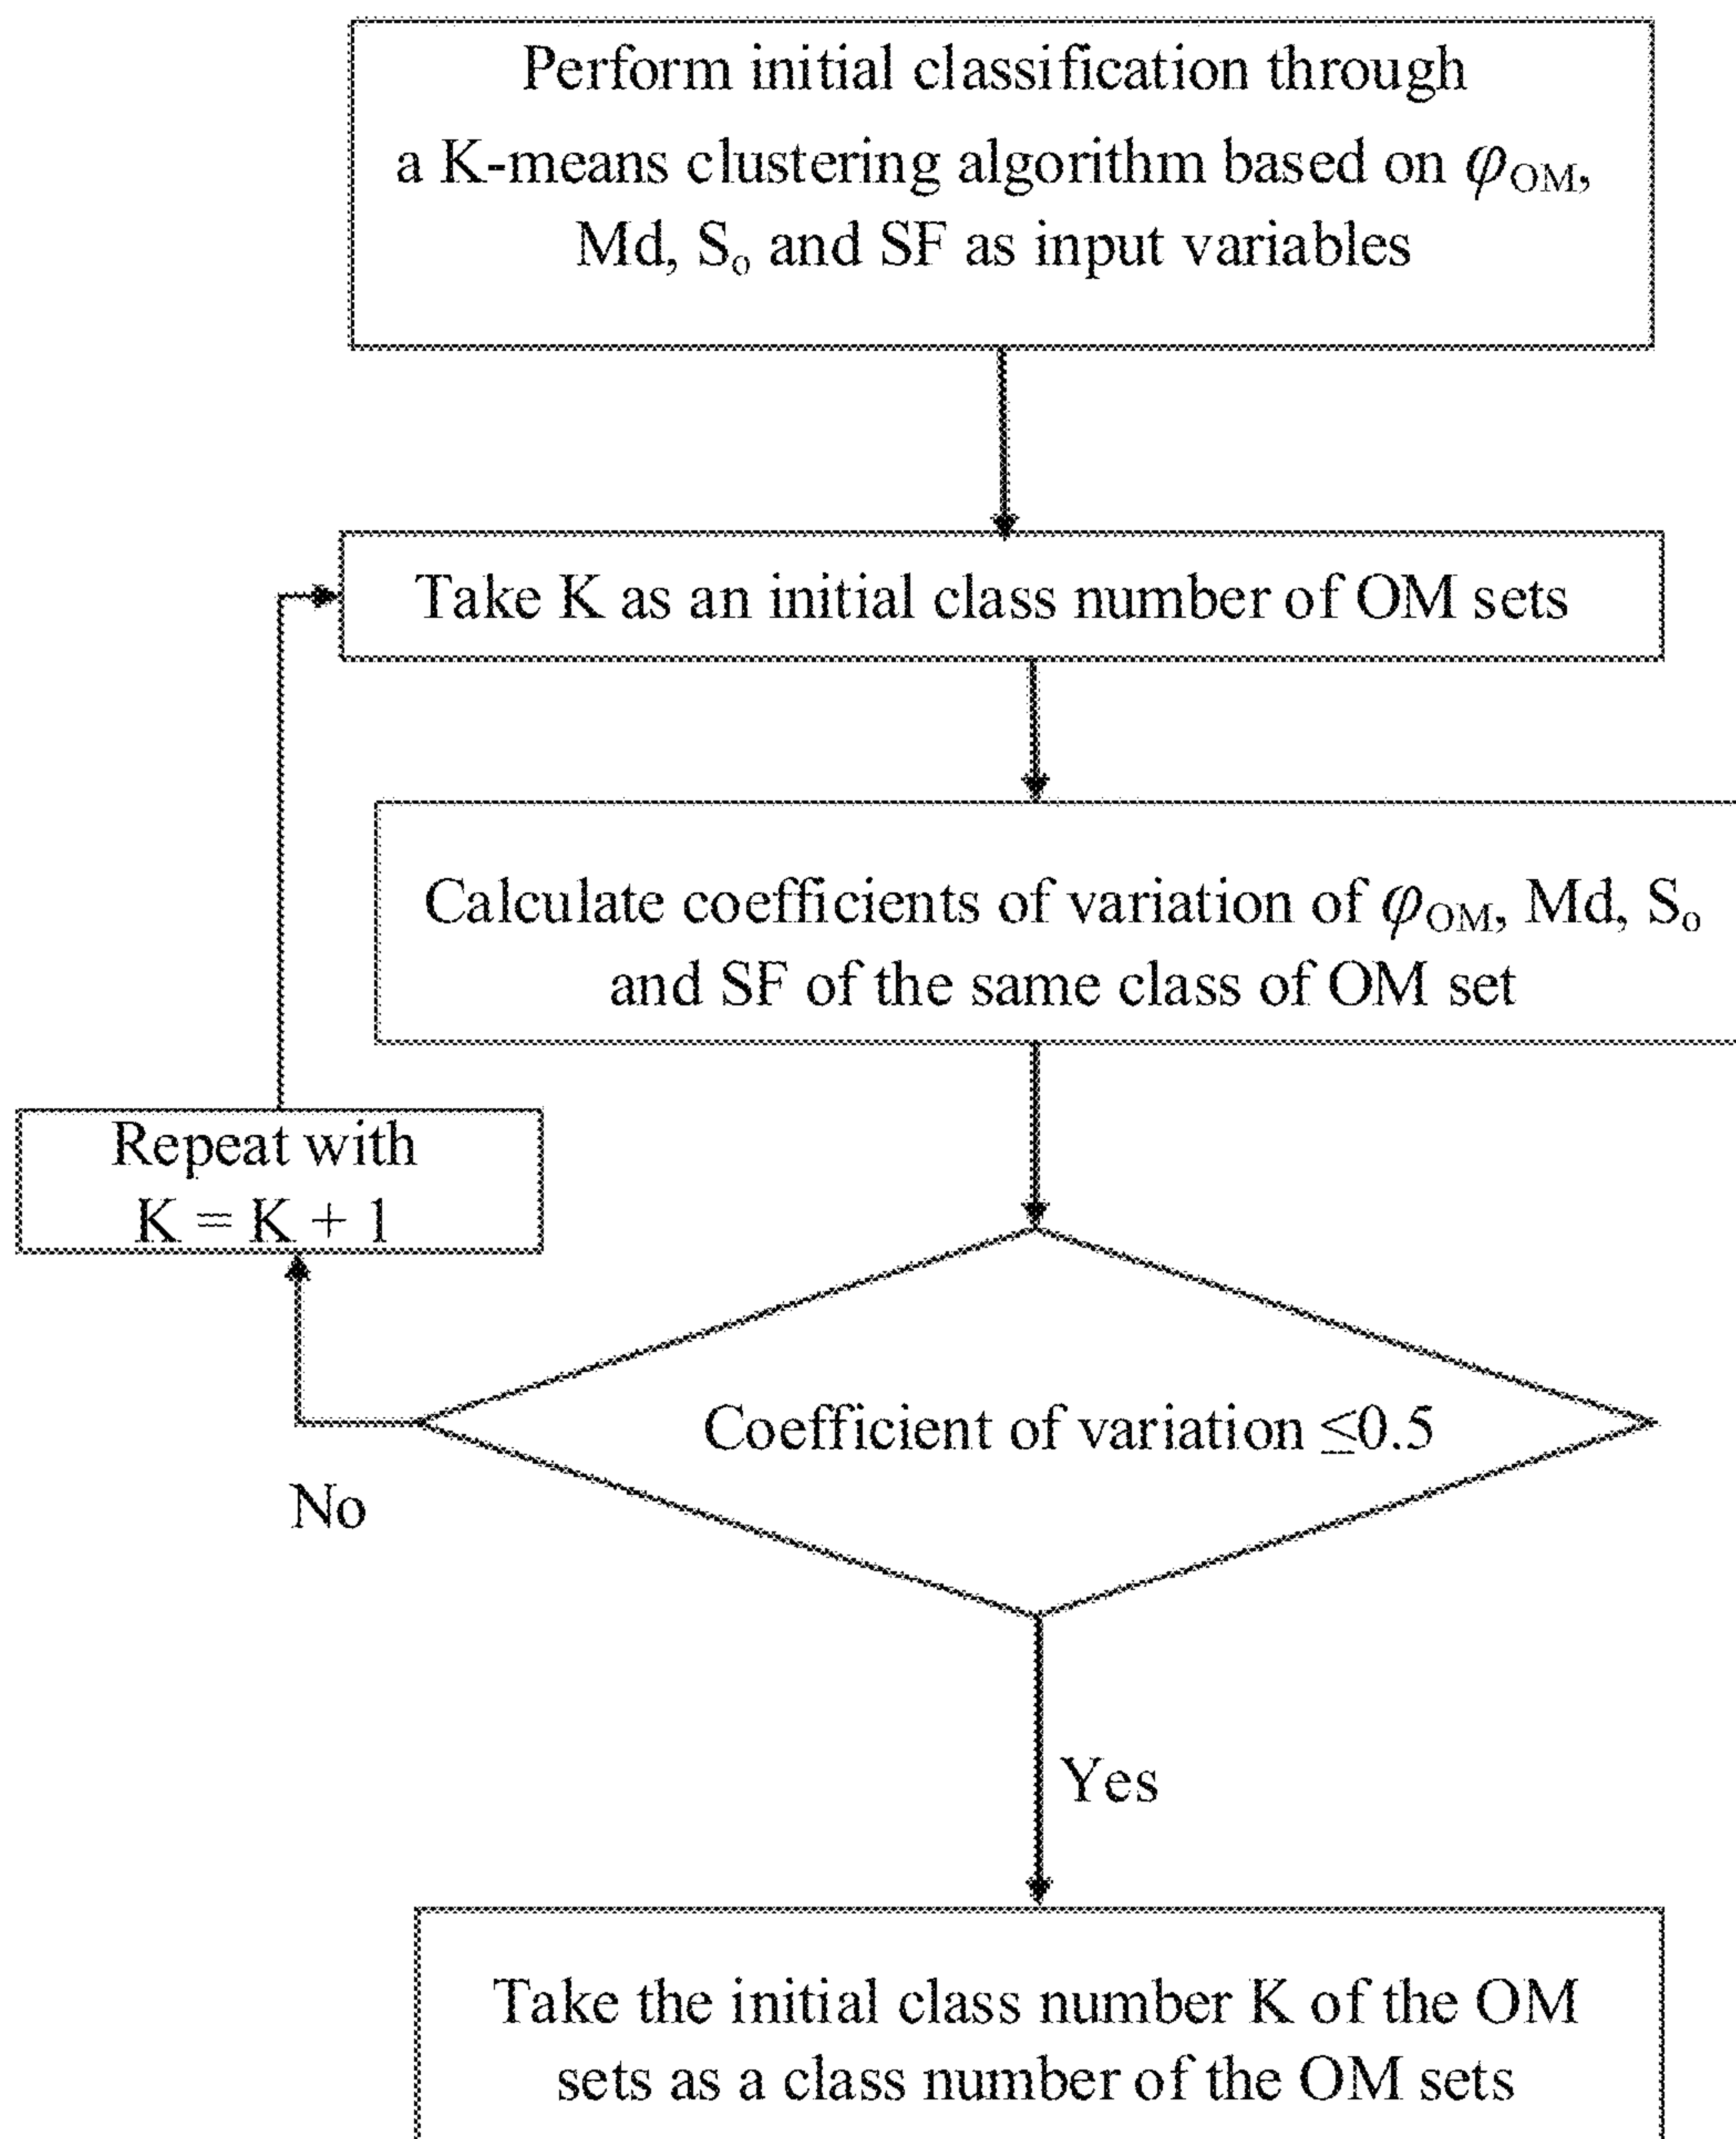 Perform initial classification through
a K-means clustering algorithm based on φOM,
Md, So and SF as input variables
Take K as an initial class number of OM sets
Calculate coefficients of variation of φOM, Md, So
and SF of the same class of OM set
Repeat with
K = K + 1
Coefficient of variation ≤0.5
No
Yes
Take the initial class number K of the OM
sets as a class number of the OM sets